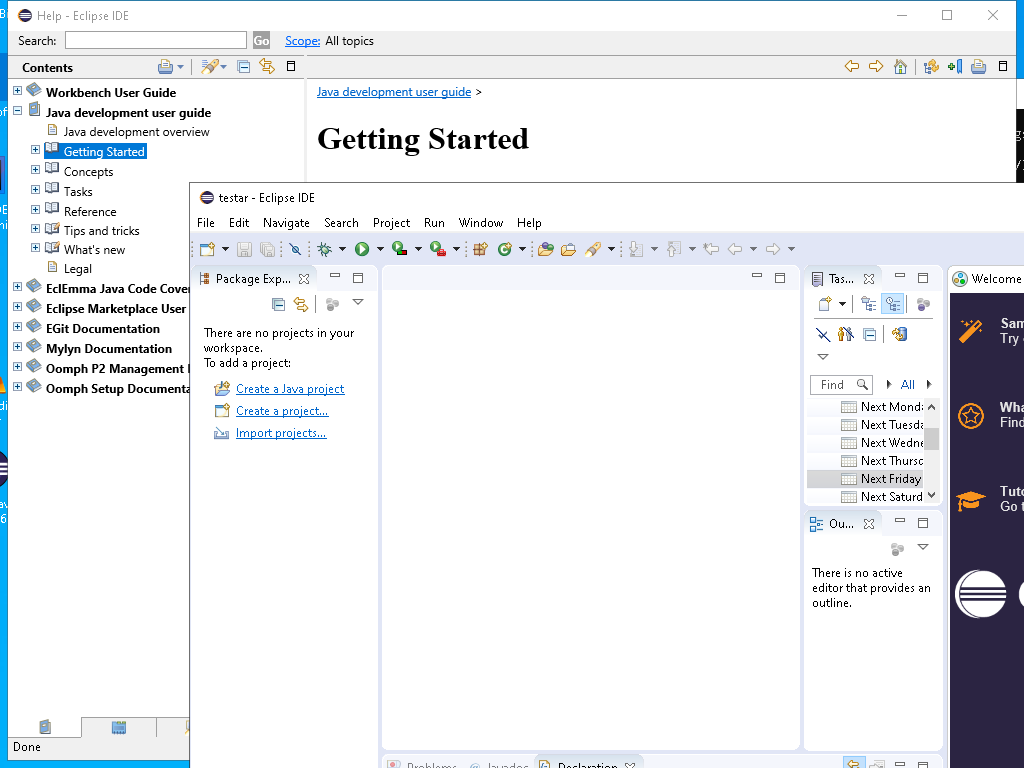 Help - Eclipse IDE
Search:
Go
Scope: All topics
Contents
Workbench User Guide
Java development user guide
Java development overview
Getting Started
Concepts
Tasks
Reference
Tips and tricks
What's new
Legal
EclEmma Java Code Cover
Eclipse Marketplace User
EGit Documentation
Mylyn Documentation
Oomph P2 Management
Oomph Setup Documenta
Done
Java development user guide >
Getting Started
testar - Eclipse IDE
File Edit Navigate Search Project Run Window Help
Package Exp...
There are no projects in your
workspace.
To add a project:
Create a Java project
Create a project...
Import projects...
Tas...
Find
All
Next Monda
Next Tuesda
Next Wedne
Next Thursd
Next Friday
Next Saturd
Ou...
There is no active
editor that provides an
outline.
Welcome
Sam
Try
Wha
Find
Tuto
Go t
Problems
Javadoc
Declaration